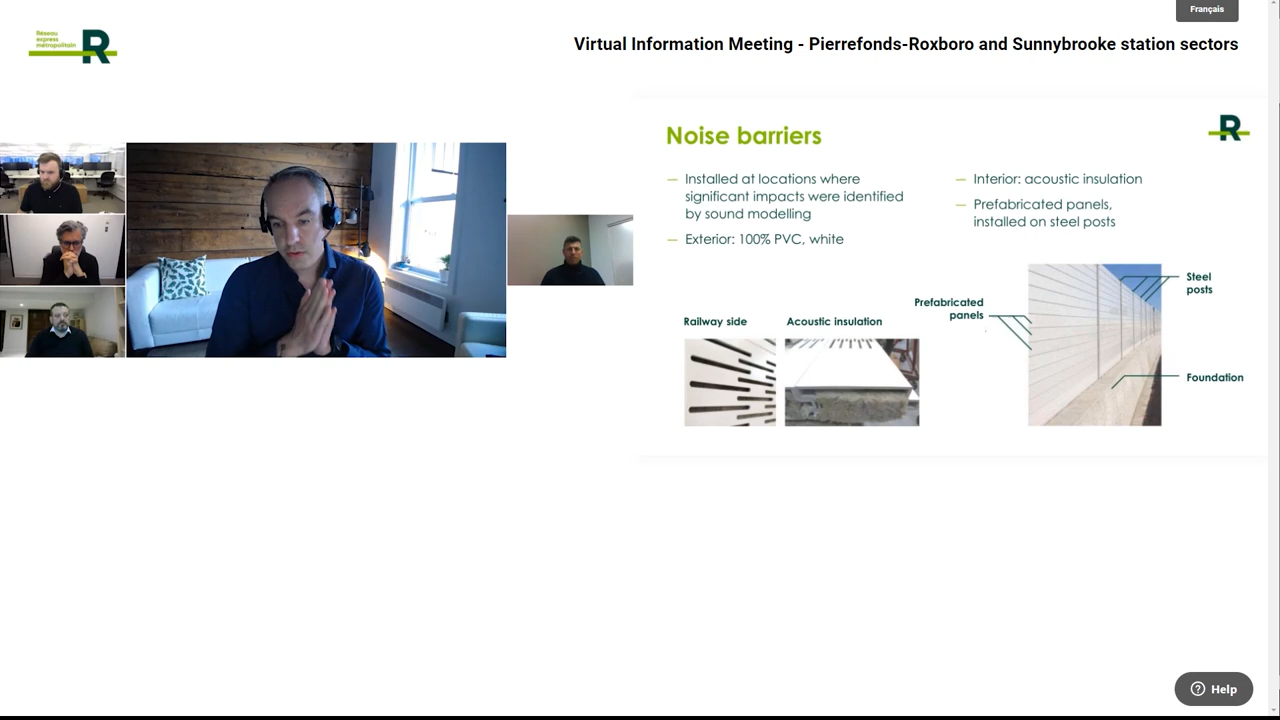 Français
Réseau
express
métropolitain
R
Virtual Information Meeting - Pierrefonds-Roxboro and Sunnybrooke station sectors
R
Noise barriers
— Installed at locations where
significant impacts were identified
by sound modelling
— Exterior: 100% PVC, white
— Interior: acoustic insulation
— Prefabricated panels,
installed on steel posts
Railway side
Acoustic insulation
Prefabricated
panels
Steel
posts
Foundation
Help